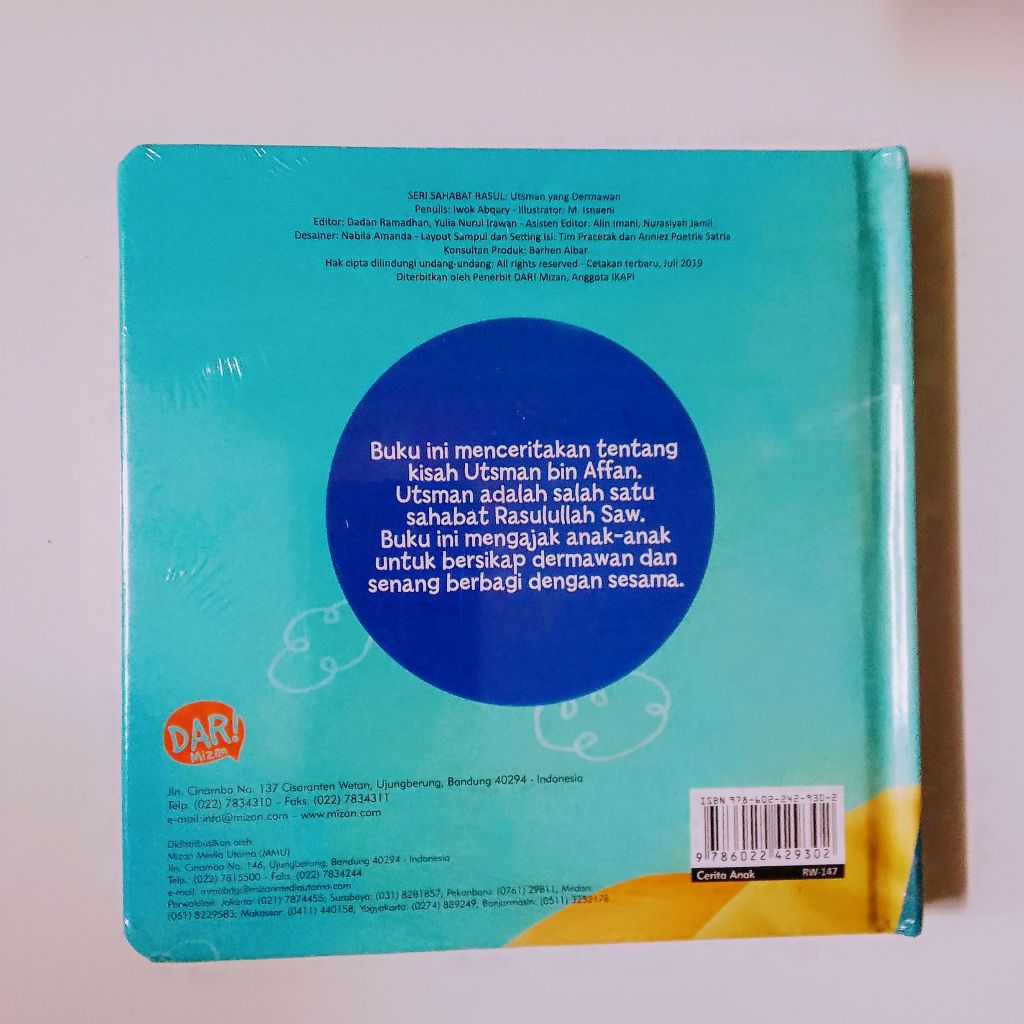 SERI SAHABAT RASUL: Utsman yang Dermawan
Penulis: Iwok Abqary - Illustrator: M. Isnaeni
Editor: Dadan Ramadhan, Yulia Nurul Irawan - Asisten Editor: Alin Imani, Nurasiyah Jamil
Desainer: Nabila Amanda - Layout Sampul dan Setting Isi: Tim Pracetak dan Anniez Poetrie Satria
Konsultan Produk: Barhen Albar
Hak cipta dilindungi undang-undang: All rights reserved - Cetakan terbaru, Juli 2019
Diterbitkan oleh Penerbit DAR! Mizan, Anggota IKAPI
Buku ini menceritakan tentang
kisah Utsman bin Affan.
Utsman adalah salah satu
sahabat Rasulullah Saw.
Buku ini mengajak anak-anak
untuk bersikap dermawan dan
senang berbagi dengan sesama.
DAR!
Mizan
Jln. Cinambo No. 137 Cisaranten Wetan, Ujungberung, Bandung 40294 - Indonesia
Telp. (022) 7834310 - Faks. (022) 7834311
e-mail:info@mizan.com - www.mizan.com
Didistribusikan oleh:
Mizan Media Utama (MMU)
Jln. Cinambo No. 146, Ujungberung, Bandung 40294 - Indonesia
Telp.: (022) 7815500 - Faks. (022) 7834244
e-mail: @mizanmediautama.com
Perwakilan: Jakarta: (021) 7874455; Surabaya: (031) 8281857; Pekanbaru: (0761) 29811, Medan:
(061) 8229583; Makassar: (0411) 440158; Yogyakarta: (0274) 889249, Banjarmasin: (0511) 3252178
ISBN 978-602-242-930-2
9 786022 429302
Cerita Anak RW-147